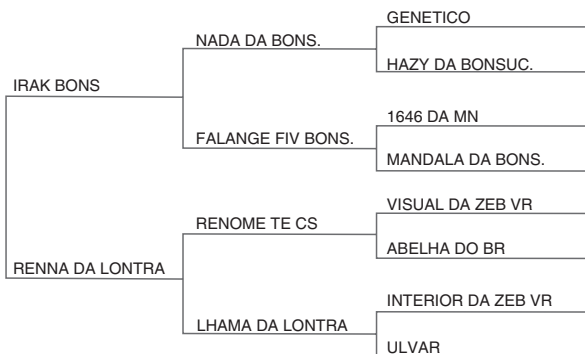 GENETICO
NADA DA BONS.
HAZY DA BONSUC.
IRAK BONS
1646 DA MN
FALANGE FIV BONS.
MANDALA DA BONS.
VISUAL DA ZEB VR
RENOME TE CS
ABELHA DO BR
RENNA DA LONTRA
INTERIOR DA ZEB VR
LHAMA DA LONTRA
ULVAR